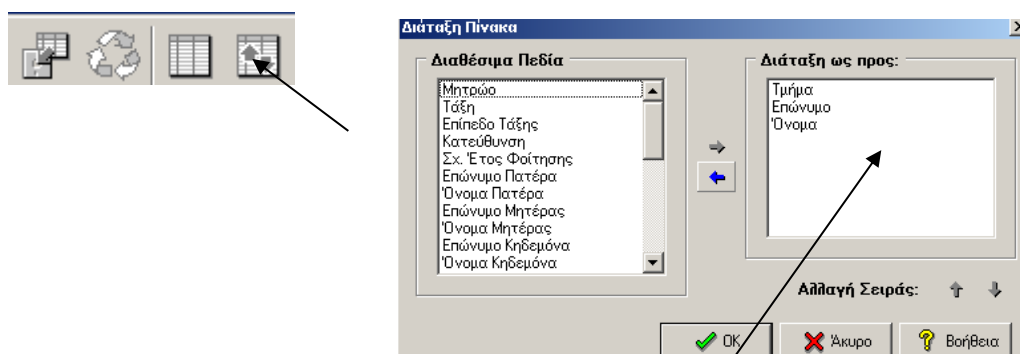 Διάταξη Πίνακα
Διαθέσιμα Πεδία
Μητρώο
Τάξη
Επίπεδο Τάξης
Κατεύθυνση
Σχ. Έτος Φοίτησης
Επώνυμο Πατέρα
Όνομα Πατέρα
Επώνυμο Μητέρας
Όνομα Μητέρας
Επώνυμο Κηδεμόνα
Όνομα Κηδεμόνα
Διάταξη ως προς:
Τμήμα
Επώνυμο
Όνομα
Αλλαγή Σειράς:
OK
Άκυρο
Βοήθεια